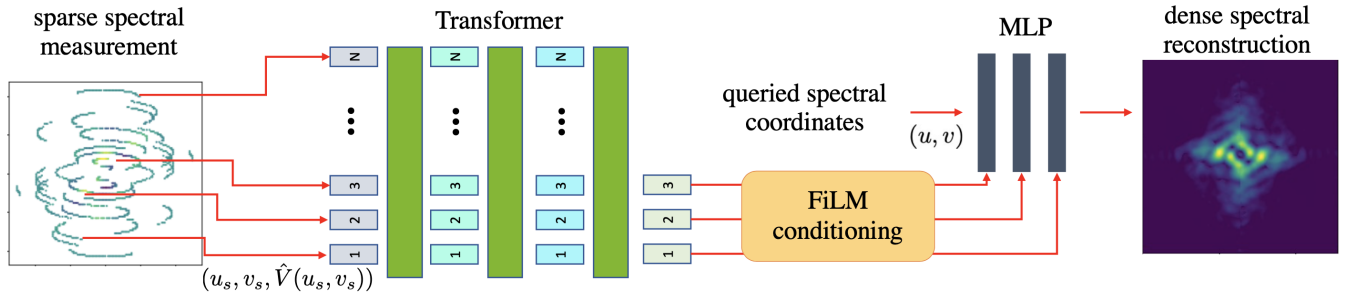 sparse spectral
measurement
Transformer
MLP
dense spectral
reconstruction
N
N
N
...
...
...
queried spectral
coordinates
(u, v)
3
3
3
3
2
2
2
2
1
1
1
1
FiLM
conditioning
(u_s, v_s, V̂(u_s, v_s))